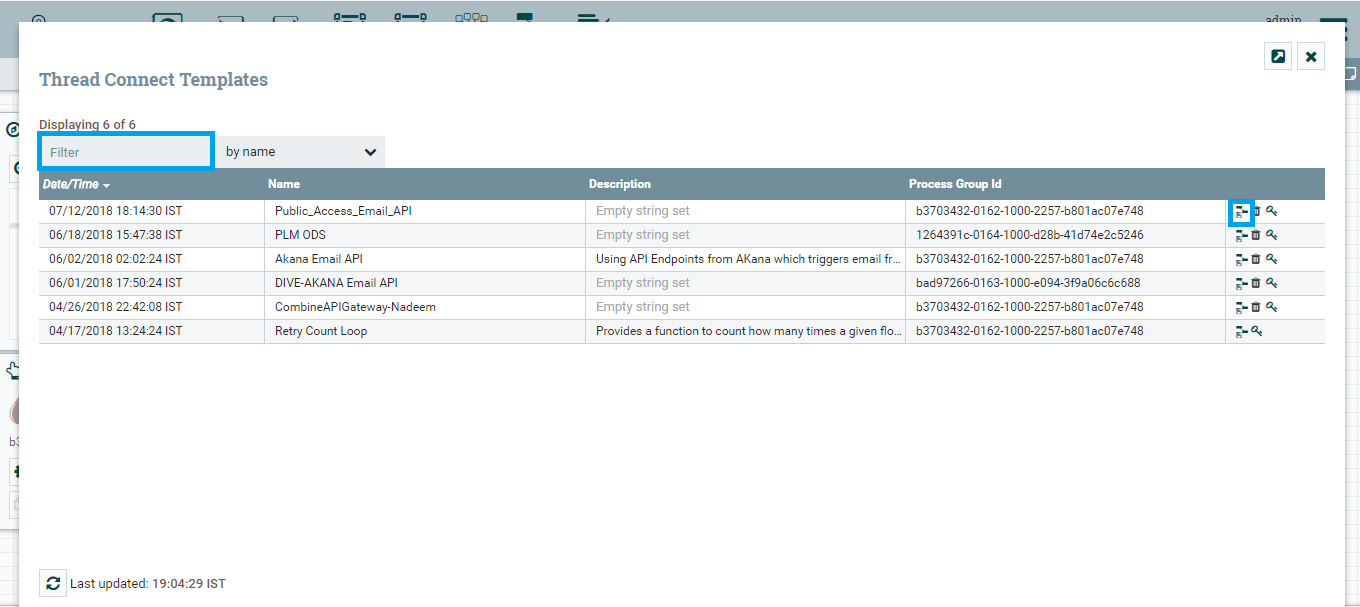 admin
Thread Connect Templates
Displaying 6 of 6
Filter by name
Date/Time Name Description Process Group Id
07/12/2018 18:14:30 IST Public_Access_Email_API Empty string set b3703432-0162-1000-2257-b801ac07e748
06/18/2018 15:47:38 IST PLM ODS Empty string set 1264391c-0164-1000-d28b-41d74e2c5246
06/02/2018 02:02:24 IST Akana Email API Using API Endpoints from AKana which triggers email fr... b3703432-0162-1000-2257-b801ac07e748
06/01/2018 17:50:24 IST DIVE-AKANA Email API Empty string set bad97266-0163-1000-e094-3f9a06c6c688
04/26/2018 22:42:08 IST CombineAPIGateway-Nadeem Empty string set b3703432-0162-1000-2257-b801ac07e748
04/17/2018 13:24:24 IST Retry Count Loop Provides a function to count how many times a given flo... b3703432-0162-1000-2257-b801ac07e748
b3
Last updated: 19:04:29 IST